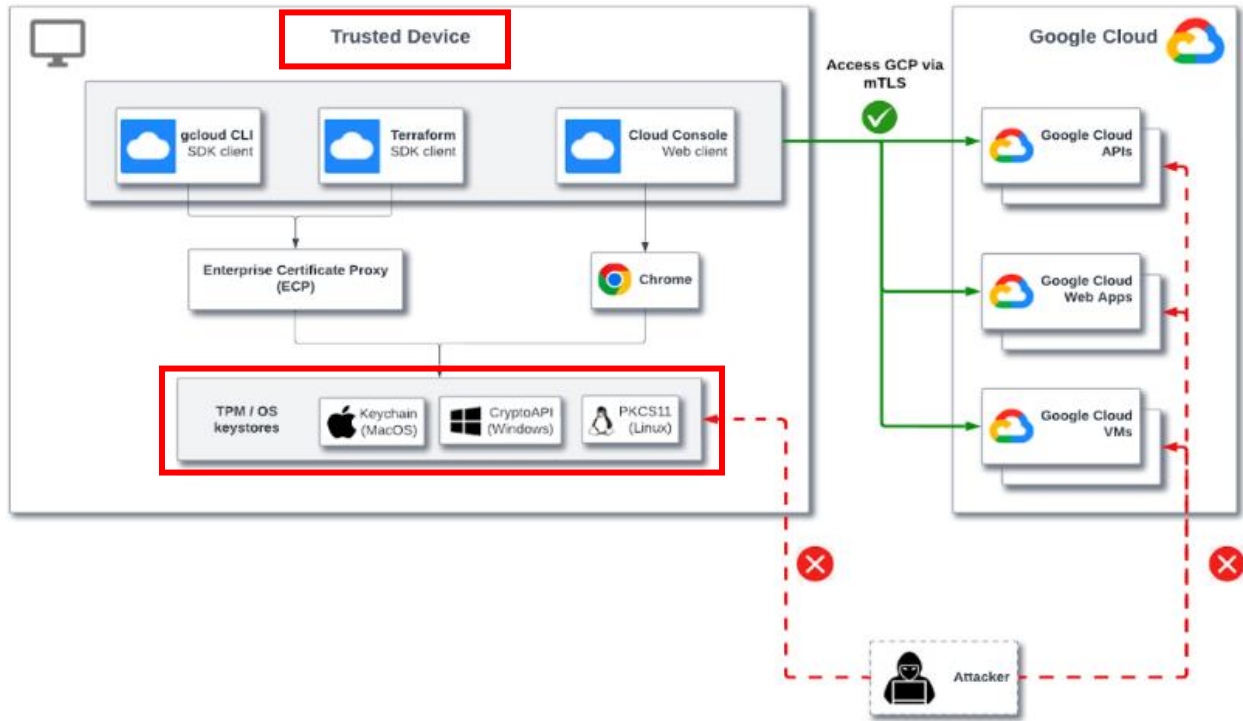 Trusted Device
Google Cloud
Access GCP via
mTLS
gcloud CLI
SDK client
Terraform
SDK client
Cloud Console
Web client
Google Cloud
APIs
Enterprise Certificate Proxy
(ECP)
Chrome
Google Cloud
Web Apps
TPM / OS
keystores
Keychain
(MacOS)
CryptoAPI
(Windows)
PKCS11
(Linux)
Google Cloud
VMs
Attacker